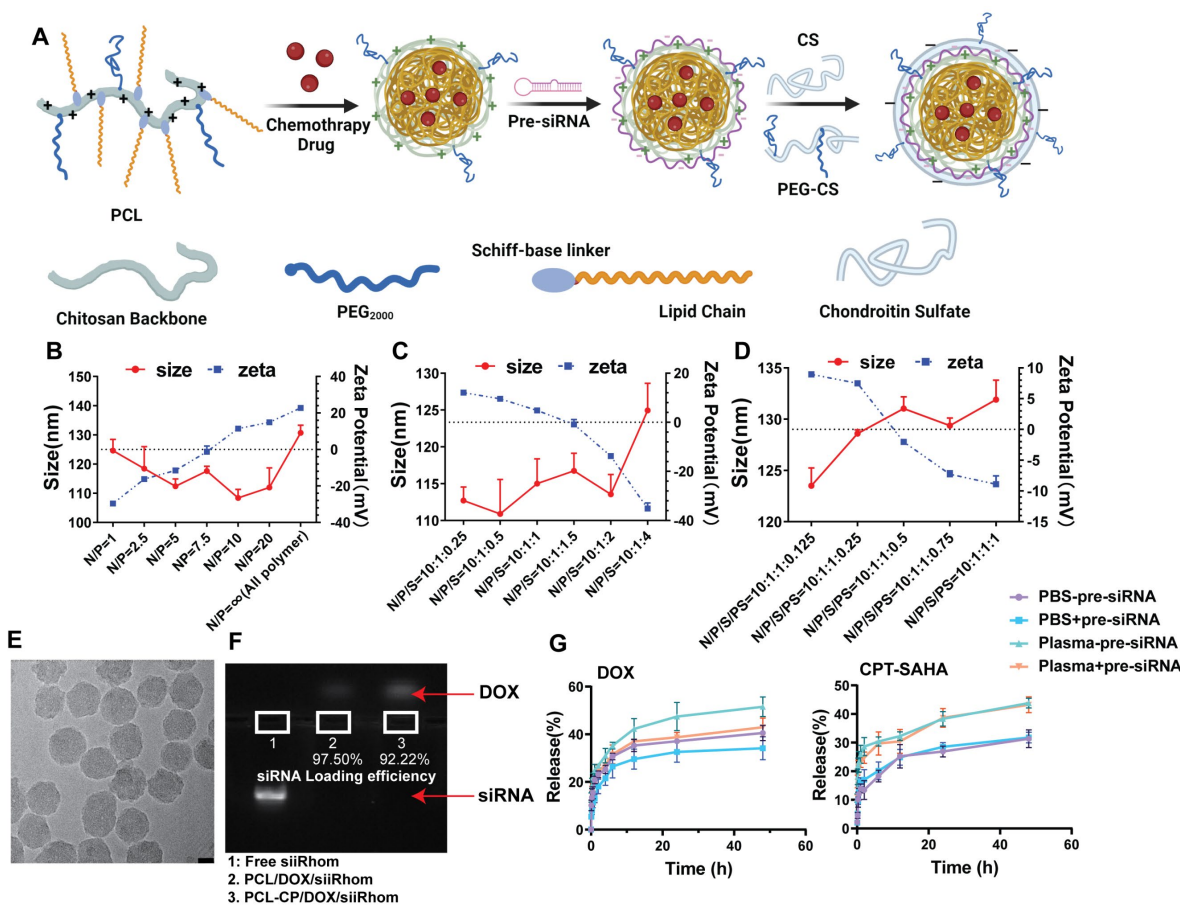 A
Chemothrapy
Drug
Pre-siRNA
CS
PEG-CS
PCL
Chitosan Backbone
PEG2000
Schiff-base linker
Lipid Chain
Chondroitin Sulfate
B
size
zeta
Size(nm)
150
140
130
120
110
100
Zeta Potential(mV)
40
20
0
-20
-40
N/P=1
N/P=2.5
N/P=5
NP=7.5
N/P=10
N/P=20
N/P=∞(All polymer)
C
size
zeta
Size(nm)
130
125
120
115
110
Zeta Potential(mV)
20
0
-20
-40
N/P/S=10:1:0.25
N/P/S=10:1:0.5
N/P/S=10:1:1
N/P/S=10:1:1.5
N/P/S=10:1:2
N/P/S=10:1:4
D
size
zeta
Size(nm)
135
130
125
120
Zeta Potential(mV)
10
5
0
-5
-10
-15
N/P/S/PS=10:1:1:0.125
N/P/S/PS=10:1:1:0.25
N/P/S/PS=10:1:1:0.5
N/P/S/PS=10:1:1:0.75
N/P/S/PS=10:1:1:1
E
F
DOX
1
2
3
97.50%
92.22%
siRNA Loading efficiency
siRNA
1: Free siiRhom
2. PCL/DOX/siiRhom
3. PCL-CP/DOX/siiRhom
G
PBS-pre-siRNA
PBS+pre-siRNA
Plasma-pre-siRNA
Plasma+pre-siRNA
DOX
Release(%)
60
40
20
0
0
20
40
60
Time (h)
CPT-SAHA
Release(%)
50
40
30
20
10
0
0
20
40
60
Time (h)